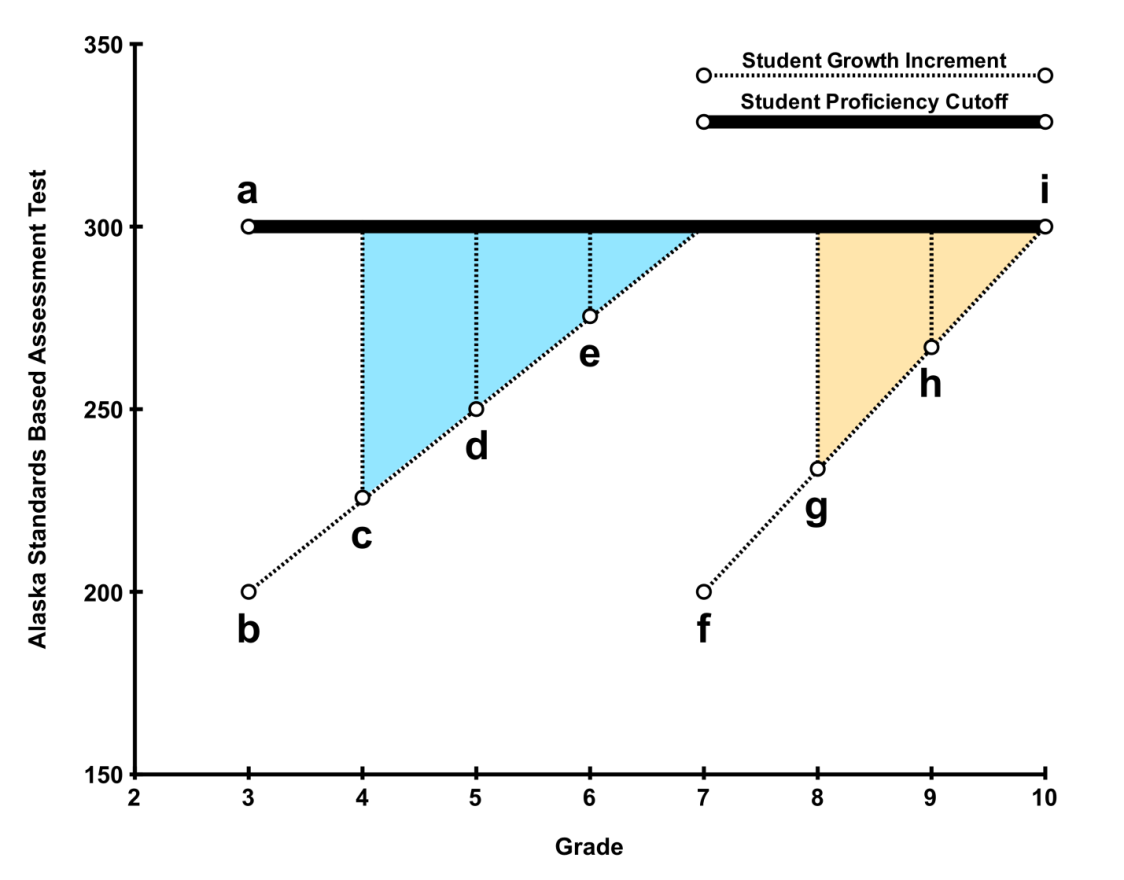 350
Student Growth Increment
Student Proficiency Cutoff
a
i
300
e
h
250
d
g
c
200
b
f
150
2 3 4 5 6 7 8 9 10
Grade
Alaska Standards Based Assessment Test